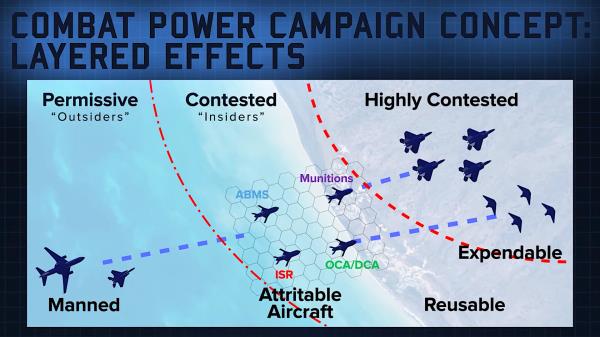 COMBAT POWER CAMPAIGN CONCEPT:
LAYERED EFFECTS
Permissive
"Outsiders"
Contested
"Insiders"
Highly Contested
Munitions
ABMS
ISR
OCA/DCA
Expendable
Manned
Attritable
Aircraft
Reusable